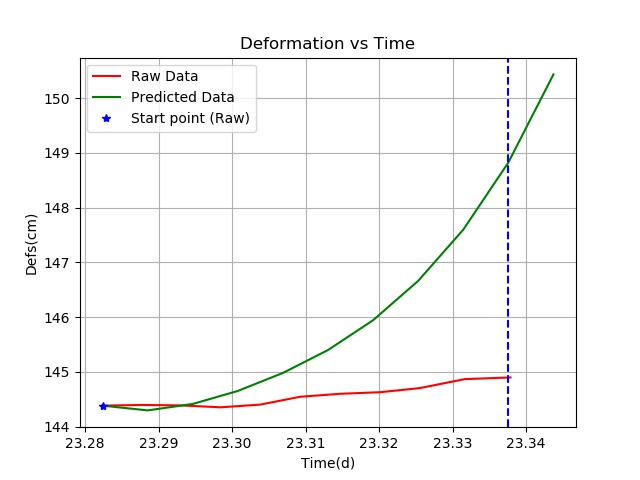 Deformation vs Time
Raw Data
Predicted Data
Start point (Raw)
150
149
148
147
146
145
144
Defs(cm)
23.28 23.29 23.30 23.31 23.32 23.33 23.34
Time(d)